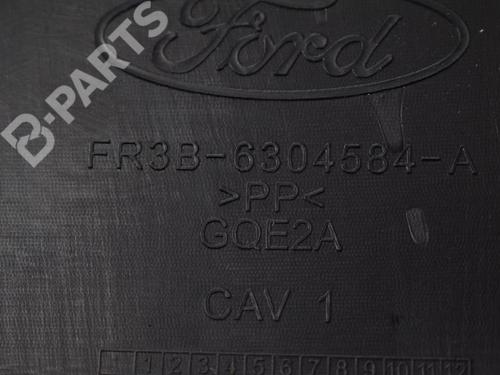 Ford
B-PARTS
FR3B-6304584-A
>PP<
GQE2A
CAV 1
1 2 3 4 5 6 7 8 9 10 11 12